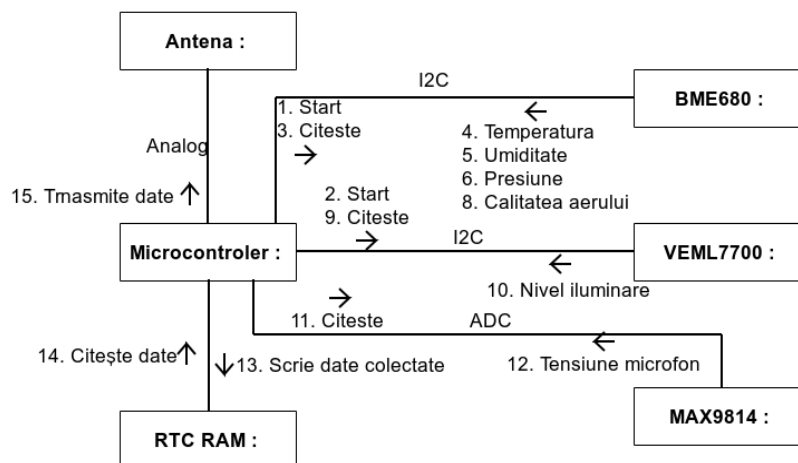 Antena :
I2C
BME680 :
1. Start
3. Citeste
4. Temperatura
5. Umiditate
6. Presiune
8. Calitatea aerului
Analog
15. Trnasmite date
2. Start
9. Citeste
Microcontroler :
I2C
VEML7700 :
10. Nivel iluminare
11. Citeste
ADC
14. Citește date
13. Scrie date colectate
12. Tensiune microfon
MAX9814 :
RTC RAM :